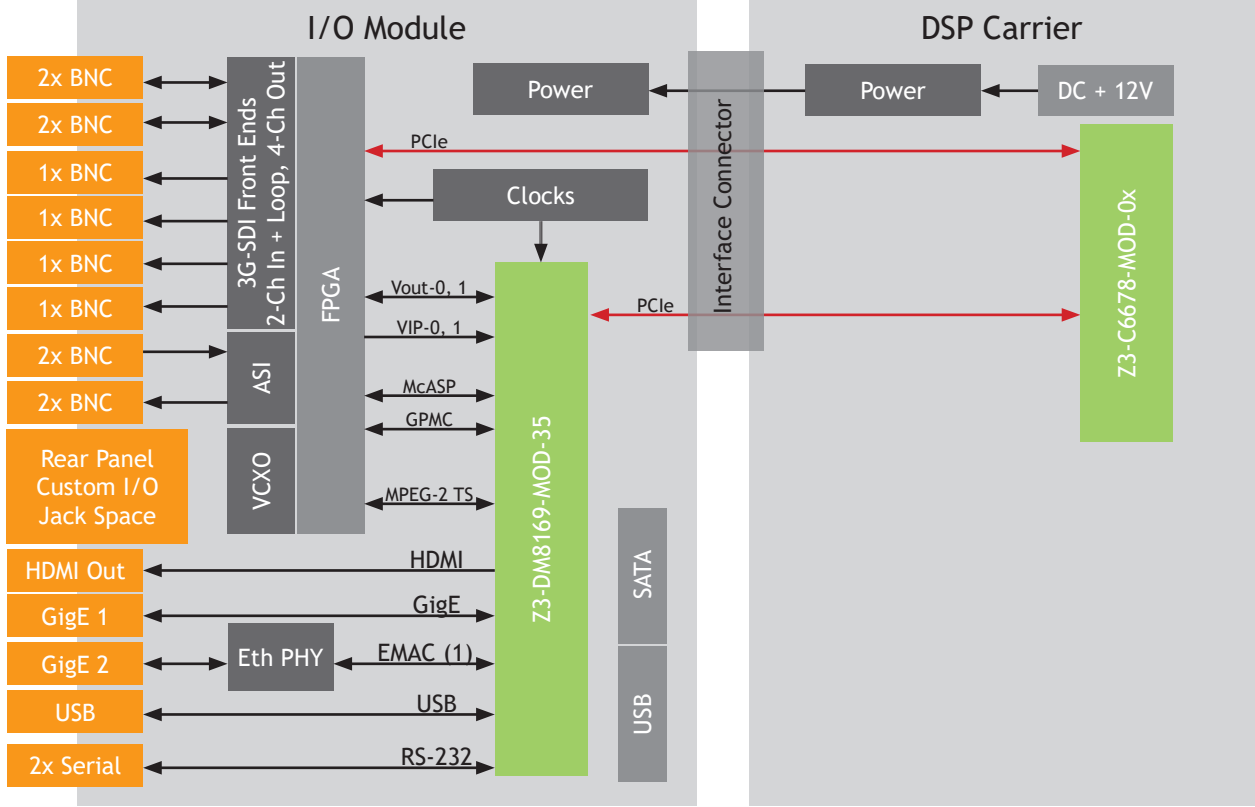 I/O Module
DSP Carrier
2x BNC
2x BNC
1x BNC
1x BNC
1x BNC
1x BNC
2x BNC
2x BNC
Rear Panel
Custom I/O
Jack Space
HDMI Out
GigE 1
GigE 2
USB
2x Serial
3G-SDI Front Ends
2-Ch In + Loop, 4-Ch Out
ASI
VCXO
FPGA
Eth PHY
Power
Clocks
PCIe
Vout-0, 1
VIP-0, 1
McASP
GPMC
MPEG-2 TS
HDMI
GigE
EMAC (1)
USB
RS-232
Z3-DM8169-MOD-35
SATA
USB
PCIe
Interface Connector
Power
DC + 12V
Z3-C6678-MOD-0x